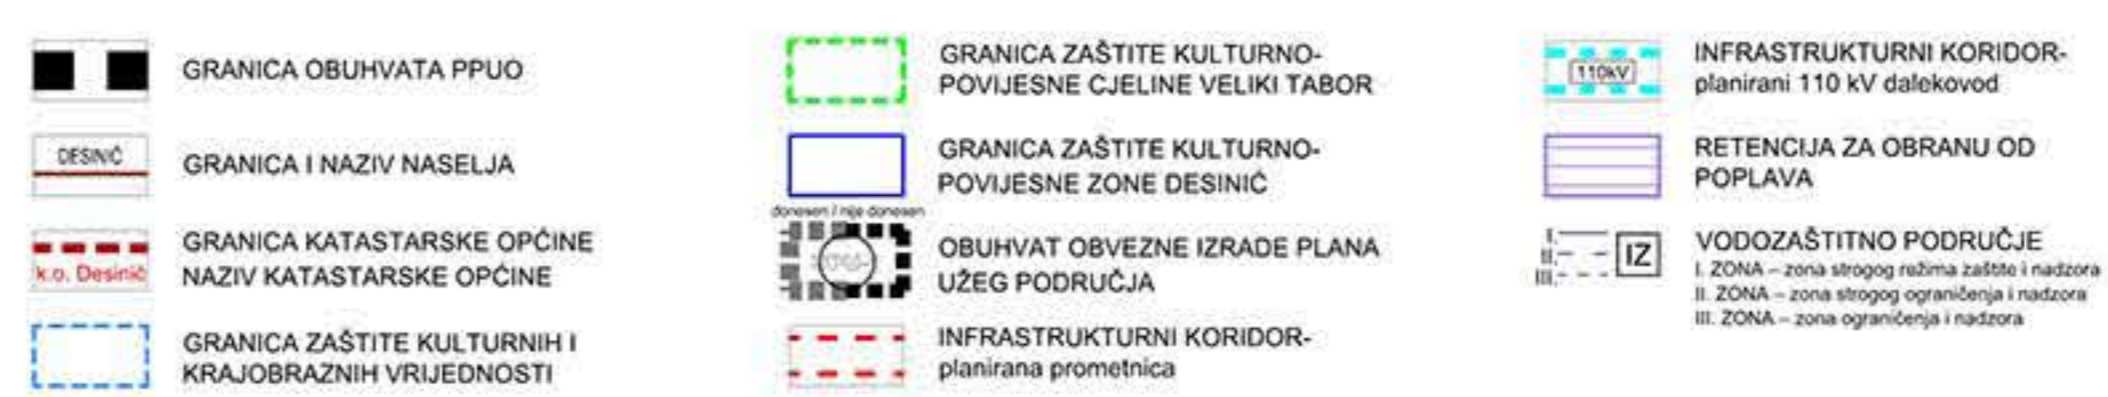 GRANICA OBUHVATA PPUO
DESINIĆ
GRANICA I NAZIV NASELJA
k.o. Desinić
GRANICA KATASTARSKE OPĆINE
NAZIV KATASTARSKE OPĆINE
GRANICA ZAŠTITE KULTURNIH I
KRAJOBRAZNIH VRIJEDNOSTI
GRANICA ZAŠTITE KULTURNO-
POVIJESNE CJELINE VELIKI TABOR
GRANICA ZAŠTITE KULTURNO-
POVIJESNE ZONE DESINIĆ
donesen / nije donesen
OBUHVAT OBVEZNE IZRADE PLANA
UŽEG PODRUČJA
INFRASTRUKTURNI KORIDOR-
planirana prometnica
110kV
INFRASTRUKTURNI KORIDOR-
planirani 110 kV dalekovod
RETENCIJA ZA OBRANU OD
POPLAVA
I.
II.
III.
IZ
VODOZAŠTITNO PODRUČJE
I. ZONA – zona strogog režima zaštite i nadzora
II. ZONA – zona strogog ograničenja i nadzora
III. ZONA – zona ograničenja i nadzora